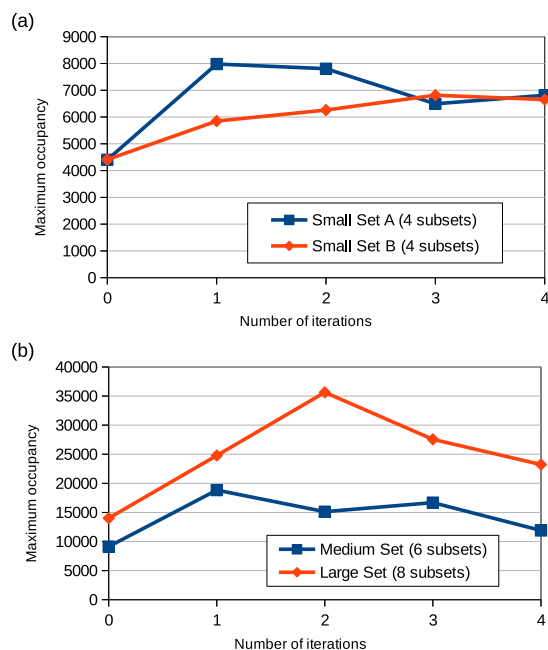 (a)
9000
8000
7000
6000
5000
4000
3000
2000
1000
0
Maximum occupancy
Small Set A (4 subsets)
Small Set B (4 subsets)
0 1 2 3 4
Number of iterations
(b)
40000
35000
30000
25000
20000
15000
10000
5000
0
Maximum occupancy
Medium Set (6 subsets)
Large Set (8 subsets)
0 1 2 3 4
Number of iterations